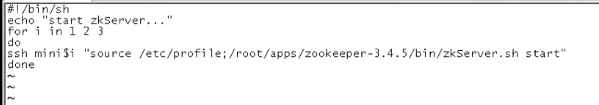 #!/bin/sh
echo "start zkServer..."
for i in 1 2 3
do
ssh mini$i "source /etc/profile;/root/apps/zookeeper-3.4.5/bin/zkServer.sh start"
done
~
~
~